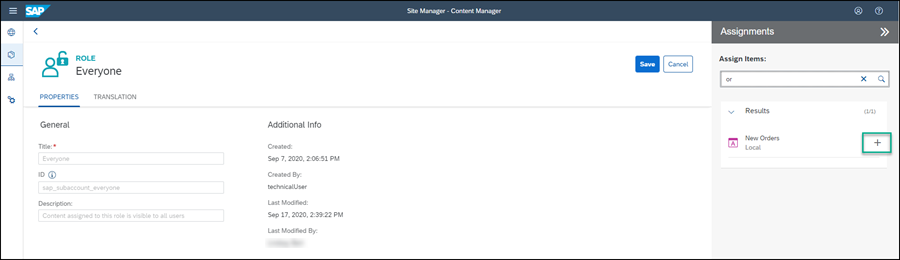 SAP
Site Manager - Content Manager
Assignments
ROLE
Everyone
Save
Cancel
Assign Items:
or
PROPERTIES
TRANSLATION
Results
(1/1)
General
Additional Info
New Orders
Local
Title:*
Everyone
Created:
Sep 7, 2020, 2:06:51 PM
ID
sap_subaccount_everyone
Created By:
technicalUser
Description:
Content assigned to this role is visible to all users
Last Modified:
Sep 17, 2020, 2:39:22 PM
Last Modified By: